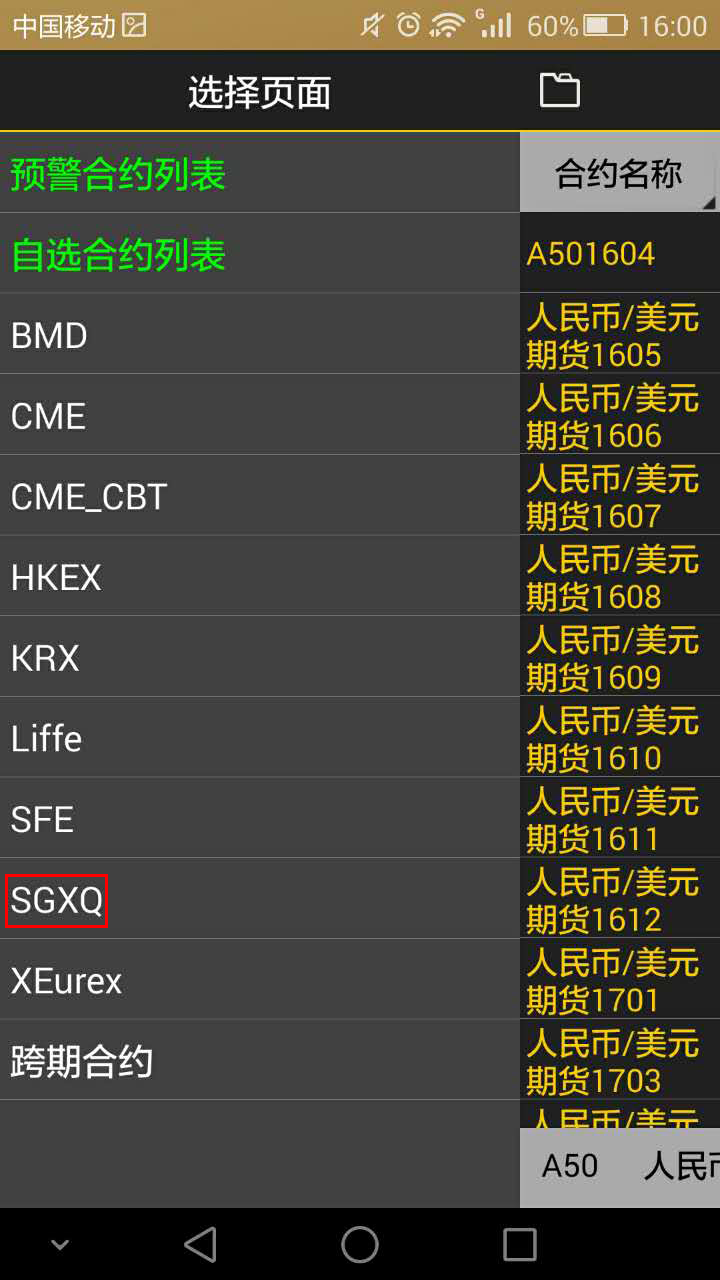 中国移动 G 60% 16:00
选择页面
预警合约列表
自选合约列表
BMD
CME
CME_CBT
HKEX
KRX
Liffe
SFE
SGXQ
XEurex
跨期合约
合约名称
A501604
人民币/美元
期货1605
人民币/美元
期货1606
人民币/美元
期货1607
人民币/美元
期货1608
人民币/美元
期货1609
人民币/美元
期货1610
人民币/美元
期货1611
人民币/美元
期货1612
人民币/美元
期货1701
人民币/美元
期货1703
人民币/美元
A50 人民币